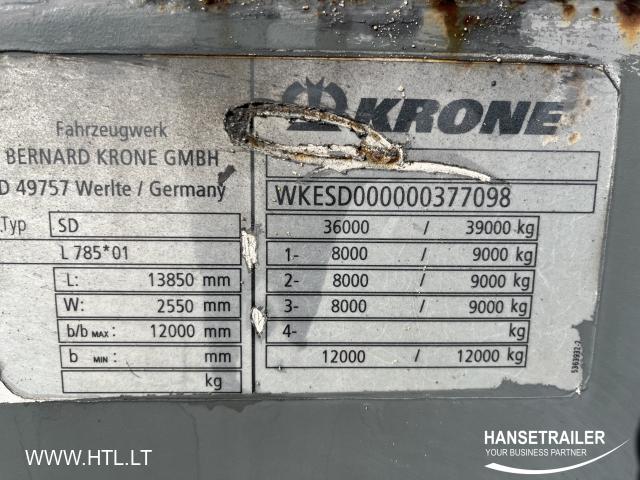 Fahrzeugwerk
BERNARD KRONE GMBH
D 49757 Werlte / Germany
Typ SD
L 785*01
L: 13850 mm
W: 2550 mm
b/b MAX: 12000 mm
b MIN: mm
kg
KRONE
WKESD000000377098
36000 / 39000 kg
1- 8000 / 9000 kg
2- 8000 / 9000 kg
3- 8000 / 9000 kg
4- kg
12000 / 12000 kg
WWW.HTL.LT
HANSETRAILER
YOUR BUSINESS PARTNER